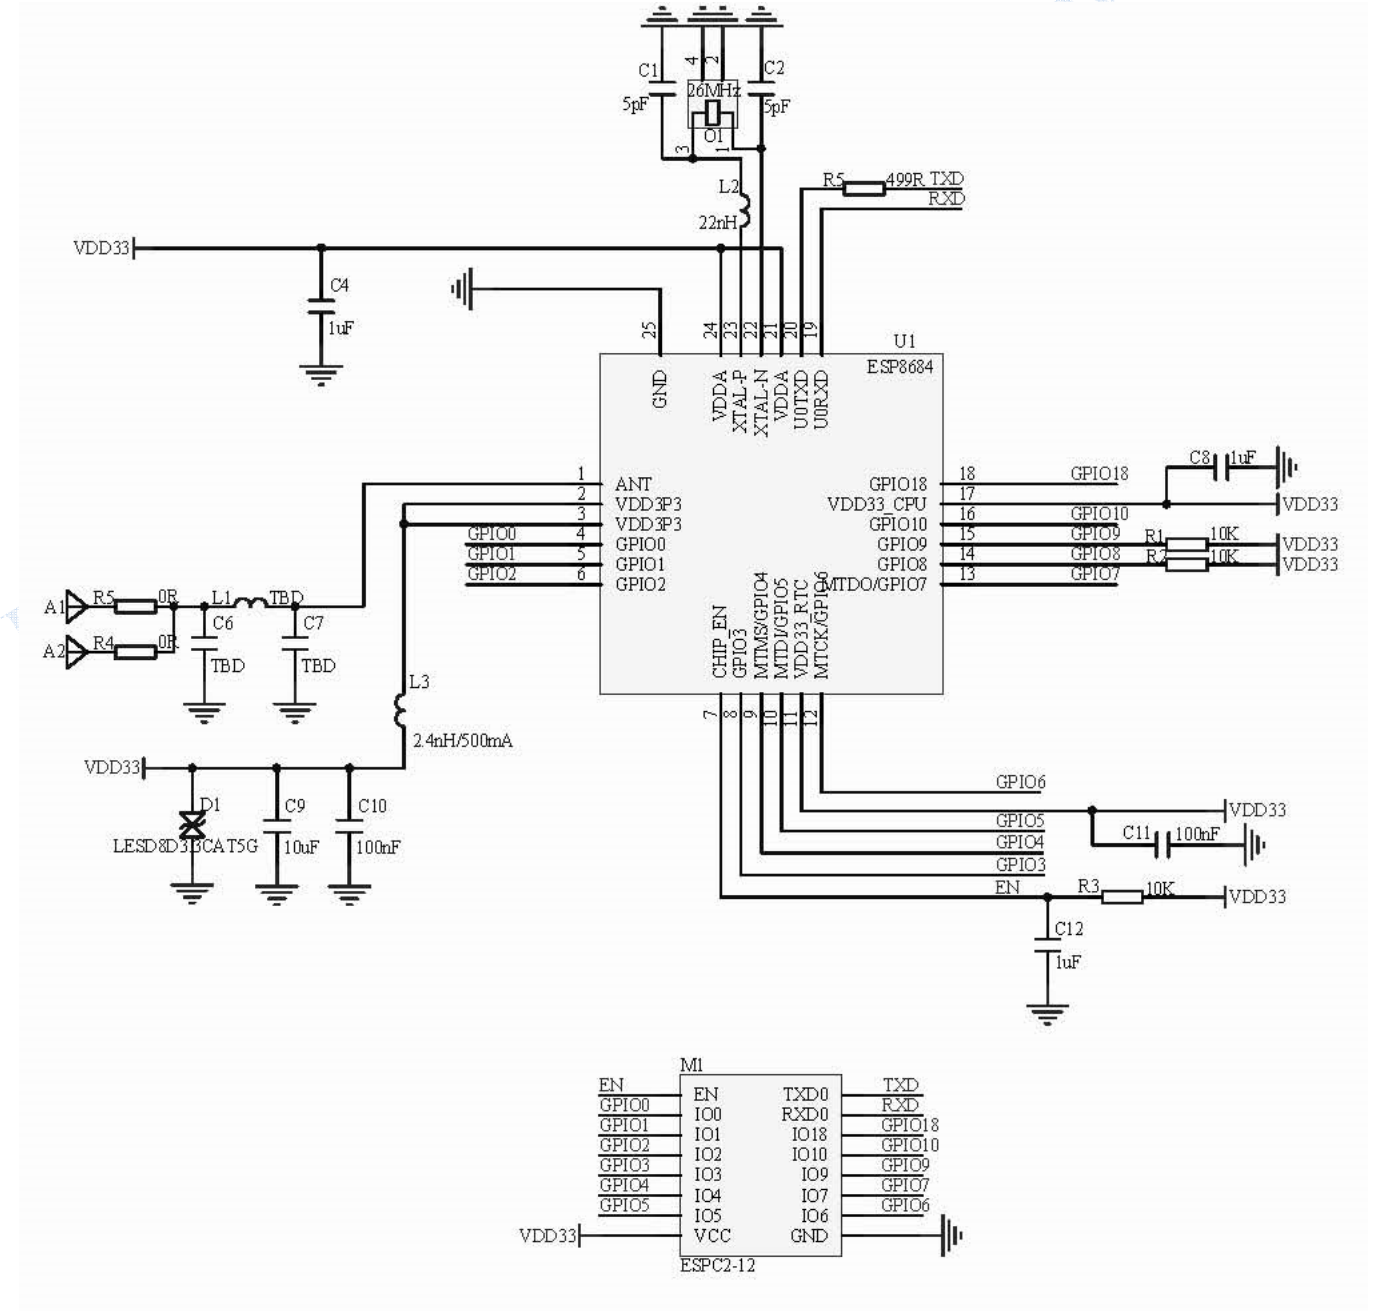 4
2
C1
C2
26MHz
5pF
5pF
O1
3
1
L2
22nH
R5
499R
TXD
RXD
VDD33
C4
1uF
25
24
23
22
21
20
19
U1
ESP8684
GND
VDDA
XTAL-P
XTAL-N
VDDA
U0TXD
U0RXD
1 ANT
2 VDD3P3
3 VDD3P3
GPIO0 4 GPIO0
GPIO1 5 GPIO1
GPIO2 6 GPIO2
GPIO18 18 GPIO18
VDD33_CPU 17 VDD33
GPIO10 16 GPIO10
GPIO9 15 GPIO9 R1 10K VDD33
GPIO8 14 GPIO8 R2 10K VDD33
MTDO/GPIO7 13 GPIO7
C8 1uF
CHIP_EN
GPIO3
MTMS/GPIO4
MTDI/GPIO5
VDD33_RTC
MTCK/GPIO6
7
8
9
10
11
12
A1 R5 0R
L1 TBD
A2 R4 0R
C6
TBD
C7
TBD
L3
2.4nH/500mA
VDD33
D1
LESD8D3.3CAT5G
C9
10uF
C10
100nF
GPIO6
VDD33
GPIO5
C11 100nF
GPIO4
GPIO3
EN
R3 10K VDD33
C12
1uF
M1
EN EN TXD0 TXD
GPIO0 IO0 RXD0 RXD
GPIO1 IO1 IO18 GPIO18
GPIO2 IO2 IO10 GPIO10
GPIO3 IO3 IO9 GPIO9
GPIO4 IO4 IO7 GPIO7
GPIO5 IO5 IO6 GPIO6
VDD33 VCC GND
ESPC2-12